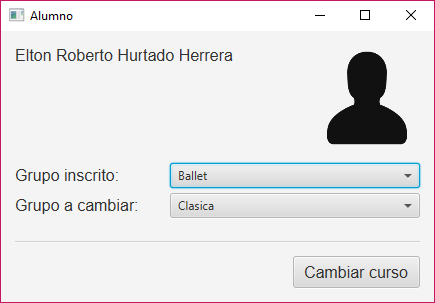 Alumno
Elton Roberto Hurtado Herrera
Grupo inscrito: Ballet
Grupo a cambiar: Clasica
Cambiar curso